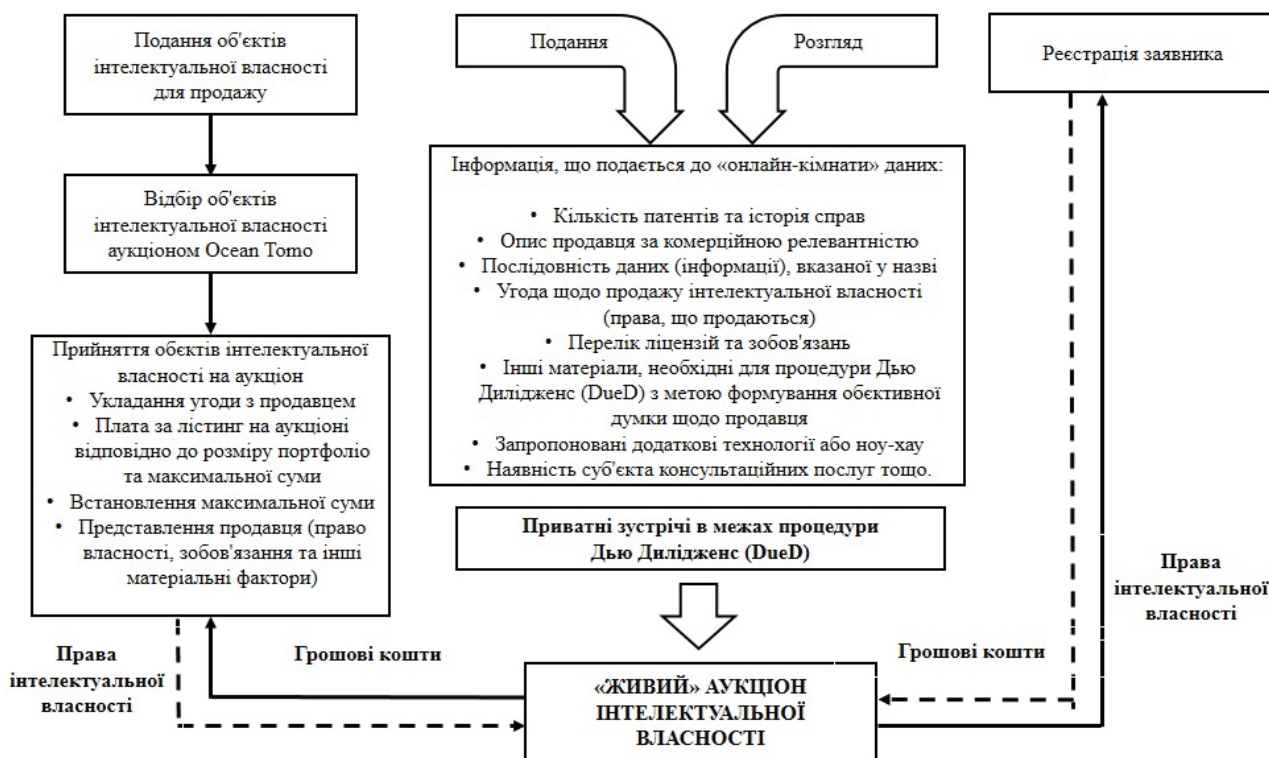 Подання об'єктів
інтелектуальної власності
для продажу
Відбір об'єктів
інтелектуальної власності
аукціоном Ocean Tomo
Прийняття обєктів інтелектуальної
власності на аукціон
• Укладання угоди з продавцем
• Плата за лістинг на аукціоні
відповідно до розміру портфоліо
та максимальної суми
• Встановлення максимальної суми
• Представлення продавця (право
власності, зобов'язання та інші
матеріальні фактори)
Подання
Розгляд
Інформація, що подається до «онлайн-кімнати» даних:
• Кількість патентів та історія справ
• Опис продавця за комерційною релевантністю
• Послідовність даних (інформації), вказаної у назві
• Угода щодо продажу інтелектуальної власності
(права, що продаються)
• Перелік ліцензій та зобов'язань
• Інші матеріали, необхідні для процедури Дью
Дилідженс (DueD) з метою формування обєктивної
думки щодо продавця
• Запропоновані додаткові технології або ноу-хау
• Наявність суб'єкта консультаційних послуг тощо.
Приватні зустрічі в межах процедури
Дью Дилідженс (DueD)
Реєстрація заявника
Права
інтелектуальної
власності
Грошові кошти
Грошові кошти
Права
інтелектуальної
власності
«ЖИВИЙ» АУКЦІОН
ІНТЕЛЕКТУАЛЬНОЇ
ВЛАСНОСТІ